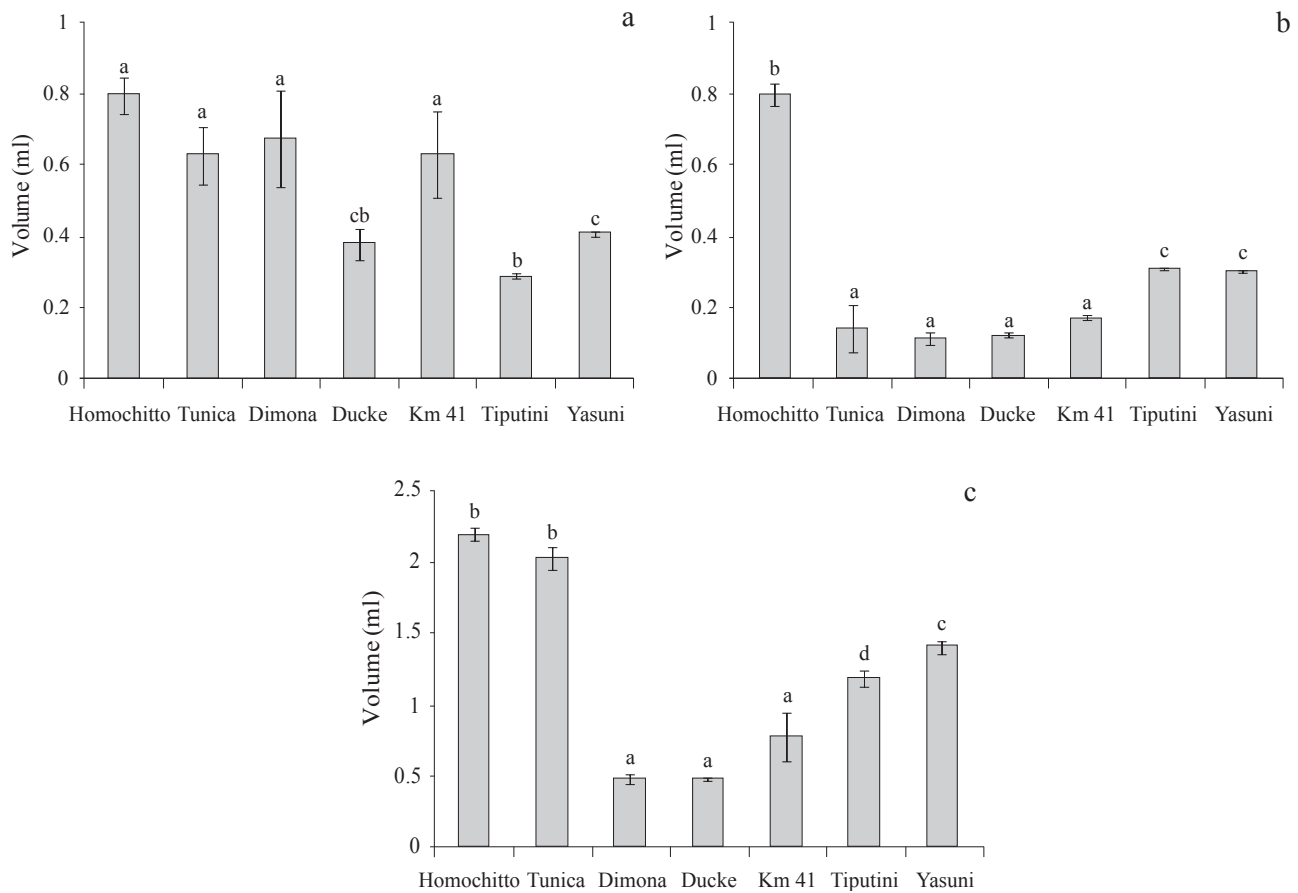 a
1
0.8
0.6
0.4
0.2
0
Volume (ml)
a
a
a
cb
a
b
c
Homochitto Tunica Dimona Ducke Km 41 Tiputini Yasuni
b
1
0.8
0.6
0.4
0.2
0
Volume (ml)
b
a
a
a
a
c
c
Homochitto Tunica Dimona Ducke Km 41 Tiputini Yasuni
c
2.5
2
1.5
1
0.5
0
Volume (ml)
b
b
a
a
a
d
c
Homochitto Tunica Dimona Ducke Km 41 Tiputini Yasuni